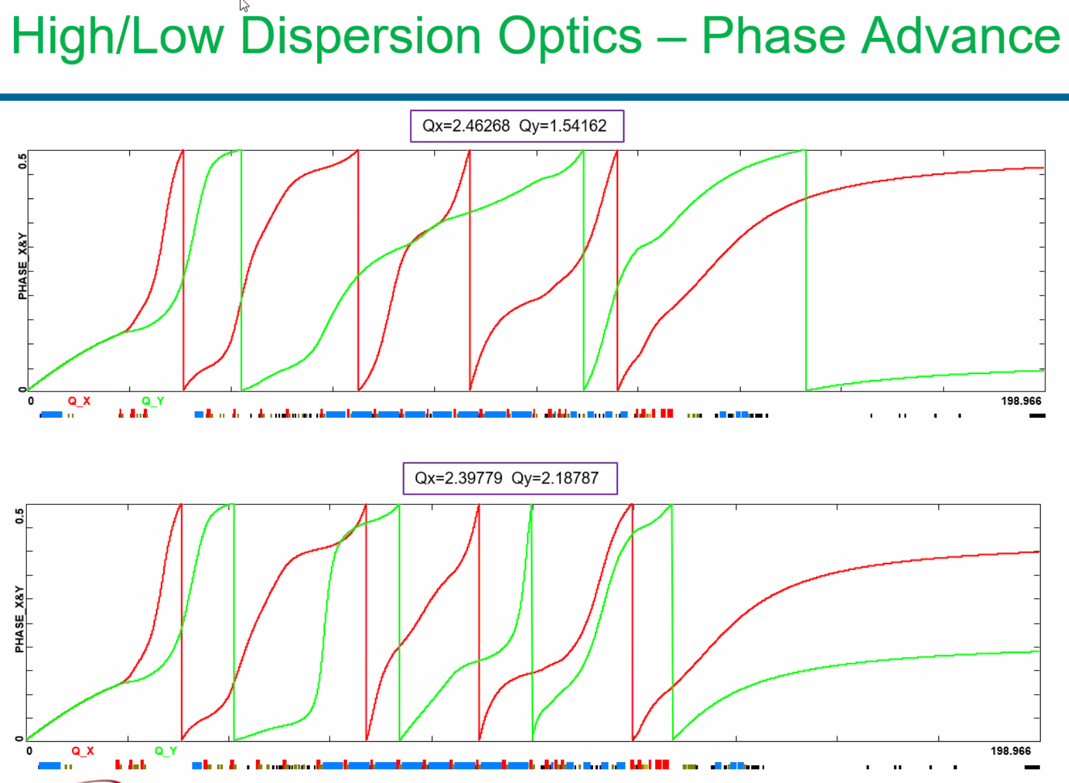 High/Low Dispersion Optics – Phase Advance
Qx=2.46268 Qy=1.54162
0.5
PHASE_X&Y
0
0 Q_X Q_Y 198.966
Qx=2.39779 Qy=2.18787
0.5
PHASE_X&Y
0
0 Q_X Q_Y 198.966